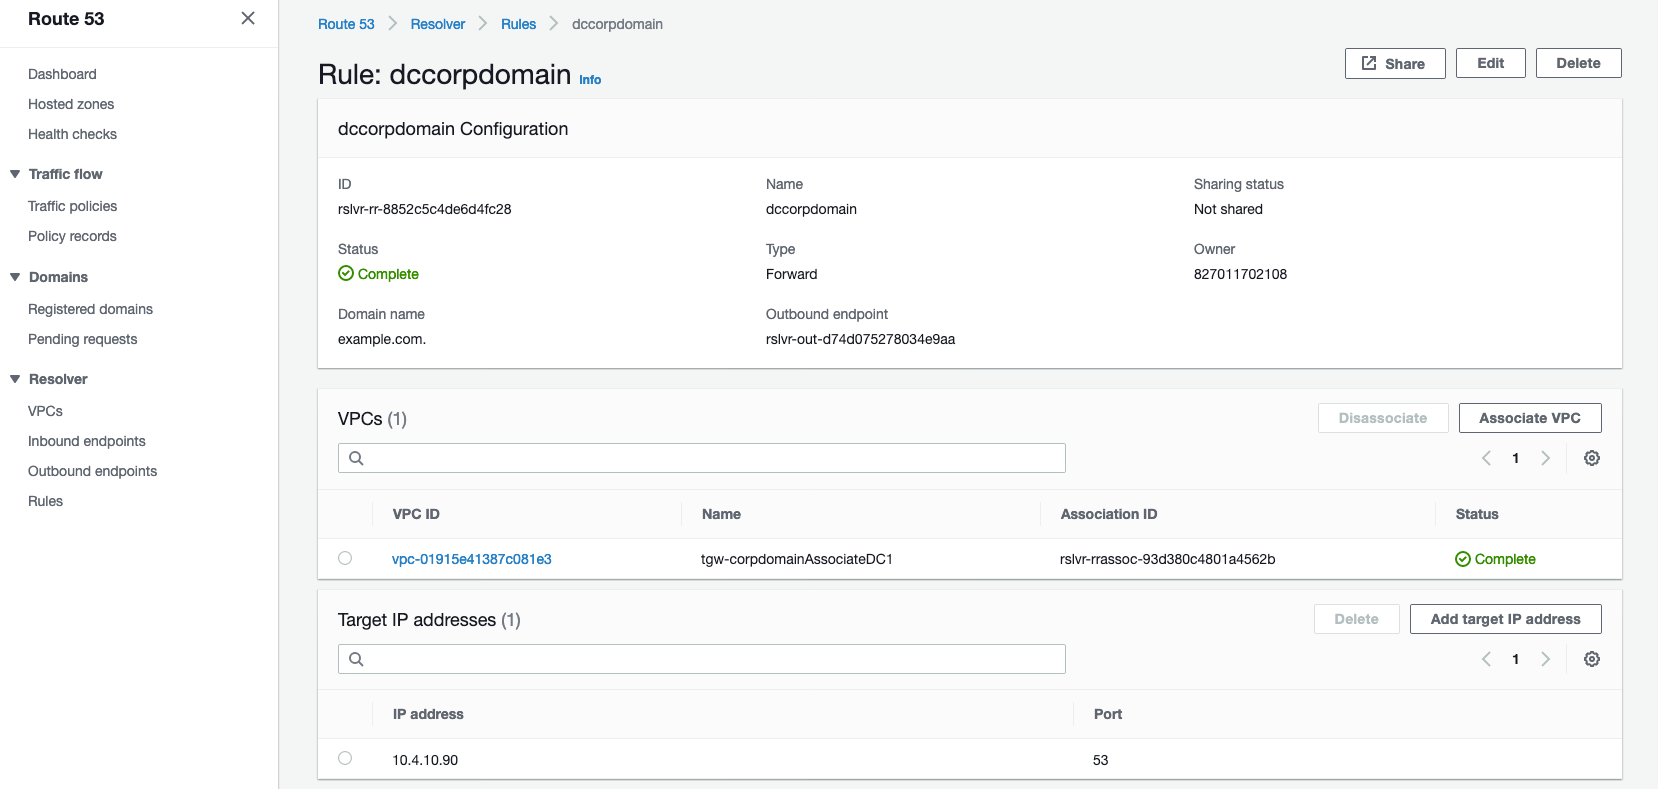 Route 53
Dashboard
Hosted zones
Health checks
Traffic flow
Traffic policies
Policy records
Domains
Registered domains
Pending requests
Resolver
VPCs
Inbound endpoints
Outbound endpoints
Rules
Route 53 Resolver Rules dccorpdomain
Rule: dccorpdomain Info
Share Edit Delete
dccorpdomain Configuration
ID Name Sharing status
rslvr-rr-8852c5c4de6d4fc28 dccorpdomain Not shared
Status Type Owner
Complete Forward 827011702108
Domain name Outbound endpoint
example.com. rslvr-out-d74d075278034e9aa
VPCs (1) Disassociate Associate VPC
1
VPC ID Name Association ID Status
vpc-01915e41387c081e3 tgw-corpdomainAssociateDC1 rslvr-rrassoc-93d380c4801a4562b Complete
Target IP addresses (1) Delete Add target IP address
1
IP address Port
10.4.10.90 53